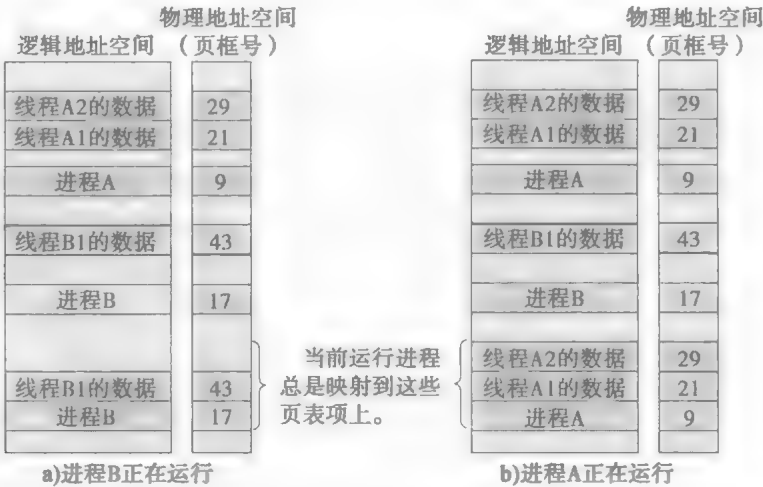 物理地址空间
逻辑地址空间 (页框号)
线程A2的数据 29
线程A1的数据 21
进程A 9
线程B1的数据 43
进程B 17
线程B1的数据 43
进程B 17
a)进程B正在运行
当前运行进程
总是映射到这些
页表项上。
物理地址空间
逻辑地址空间 (页框号)
线程A2的数据 29
线程A1的数据 21
进程A 9
线程B1的数据 43
进程B 17
线程A2的数据 29
线程A1的数据 21
进程A 9
b)进程A正在运行